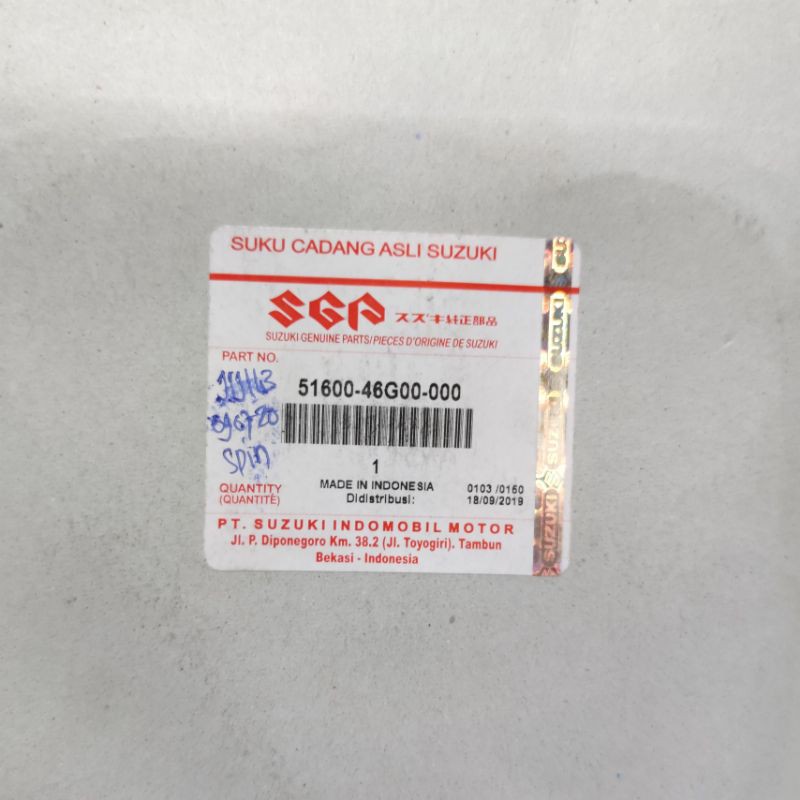 SUKU CADANG ASLI SUZUKI
SGP スズキ純正部品
SUZUKI GENUINE PARTS/PIECES D'ORIGINE DE SUZUKI
PART NO.
51600-46G00-000
SPIN
1
MADE IN INDONESIA
Didistribusi:
0103 /0150
18/09/2019
QUANTITY
(QUANTITÉ)
PT. SUZUKI INDOMOBIL MOTOR
Jl. P. Diponegoro Km. 38.2 (Jl. Toyogiri). Tambun
Bekasi - Indonesia
SUZUKI
SUZUKI